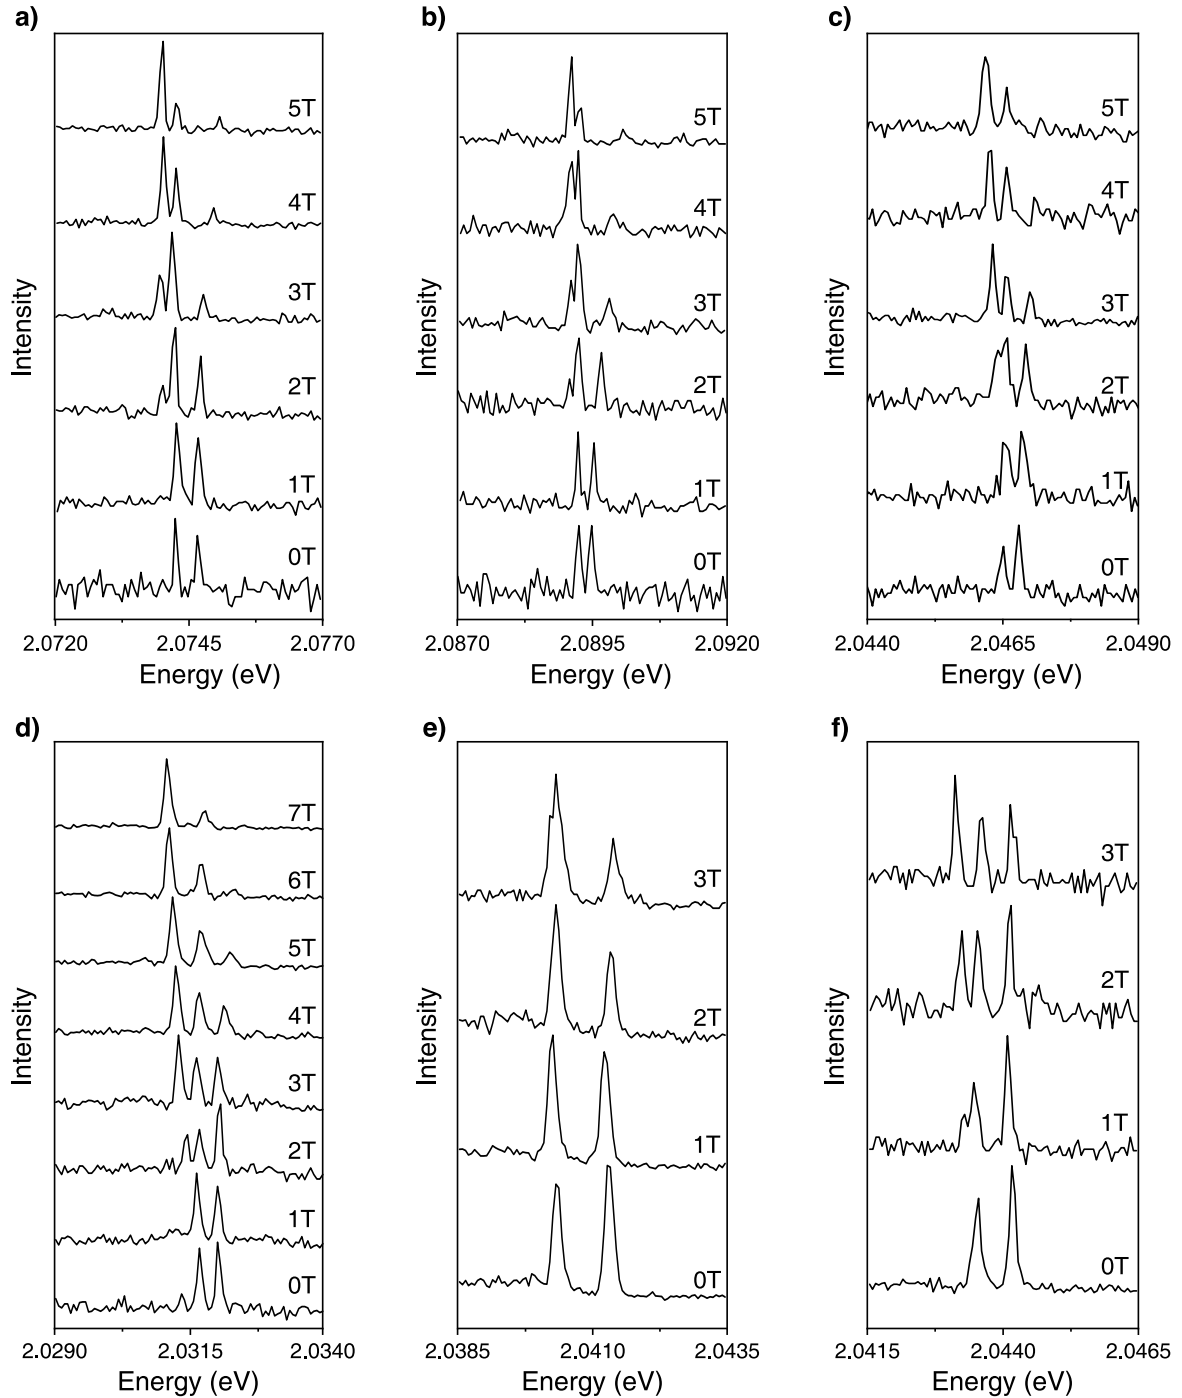 a)
5T
4T
3T
2T
1T
0T
Intensity
2.0720 2.0745 2.0770
Energy (eV)
b)
5T
4T
3T
2T
1T
0T
Intensity
2.0870 2.0895 2.0920
Energy (eV)
c)
5T
4T
3T
2T
1T
0T
Intensity
2.0440 2.0465 2.0490
Energy (eV)
d)
7T
6T
5T
4T
3T
2T
1T
0T
Intensity
2.0290 2.0315 2.0340
Energy (eV)
e)
3T
2T
1T
0T
Intensity
2.0385 2.0410 2.0435
Energy (eV)
f)
3T
2T
1T
0T
Intensity
2.0415 2.0440 2.0465
Energy (eV)